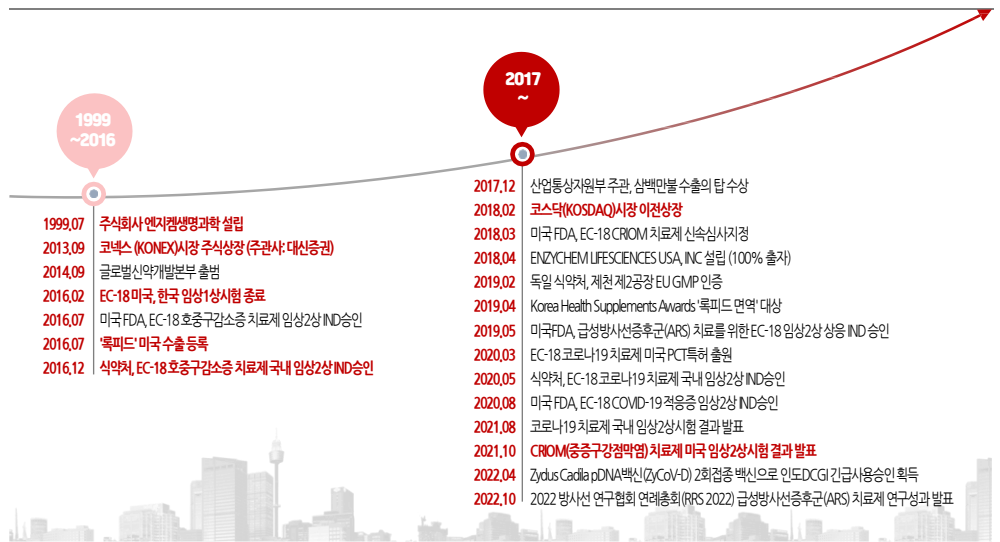 1999
~2016
1999.07 주식회사 엔지켐생명과학 설립
2013.09 코넥스 (KONEX)시장 주식상장 (주관사: 대신증권)
2014.09 글로벌신약개발본부 출범
2016.02 EC-18 미국, 한국 임상1상시험 종료
2016.07 미국 FDA, EC-18 호중구감소증 치료제 임상2상 IND승인
2016.07 '록피드' 미국 수출 등록
2016.12 식약처, EC-18 호중구감소증 치료제 국내 임상2상 IND승인
2017
~
2017.12 산업통상자원부 주관, 삼백만불 수출의 탑 수상
2018.02 코스닥(KOSDAQ)시장 이전상장
2018.03 미국 FDA, EC-18 CRIOM 치료제 신속심사지정
2018.04 ENZYCHEM LIFESCIENCES USA, INC 설립 (100% 출자)
2019.02 독일 식약처, 제천 제2공장 EU GMP 인증
2019.04 Korea Health Supplements Awards '록피드 면역' 대상
2019.05 미국FDA, 급성방사선증후군(ARS) 치료를 위한 EC-18 임상2상 상응 IND 승인
2020.03 EC-18 코로나19 치료제 미국 PCT특허 출원
2020.05 식약처, EC-18 코로나19 치료제 국내 임상2상 IND승인
2020.08 미국 FDA, EC-18 COVID-19 적응증 임상2상 IND승인
2021.08 코로나19 치료제 국내 임상2상시험 결과 발표
2021.10 CRIOM(중증구강점막염) 치료제 미국 임상2상시험 결과 발표
2022.04 Zydus Cadila pDNA백신(ZyCoV-D) 2회접종 백신으로 인도DCGI 긴급사용승인 획득
2022.10 2022 방사선 연구협회 연례총회(RRS 2022) 급성방사선증후군(ARS) 치료제 연구성과 발표